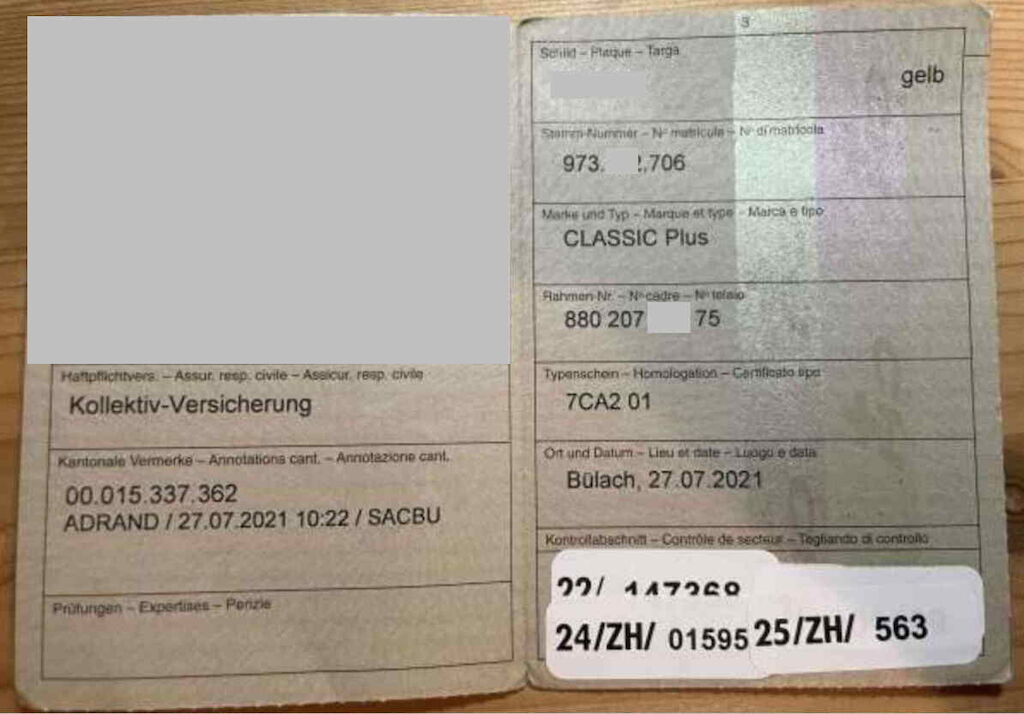 Haftpflichtvers. – Assur. resp. civile – Assicur. resp. civile
Kollektiv-Versicherung
Kantonale Vermerke – Annotations cant. – Annotazione cant.
00.015.337.362
ADRAND / 27.07.2021 10:22 / SACBU
Prüfungen – Expertises – Perizie
3
Schild – Plaque – Targa
gelb
Stamm-Nummer – Nº matricule – Nº di matricola
973. .706
Marke und Typ – Marque et type – Marca e tipo
CLASSIC Plus
Rahmen-Nr. – Nº cadre – Nº telaio
880 207 75
Typenschein – Homologation – Certificato tipo
7CA2 01
Ort und Datum – Lieu et date – Luogo e data
Bülach, 27.07.2021
Kontrollabschnitt – Contrôle de secteur – Tagliando di controllo
24/ZH/ 01595 25/ZH/ 563